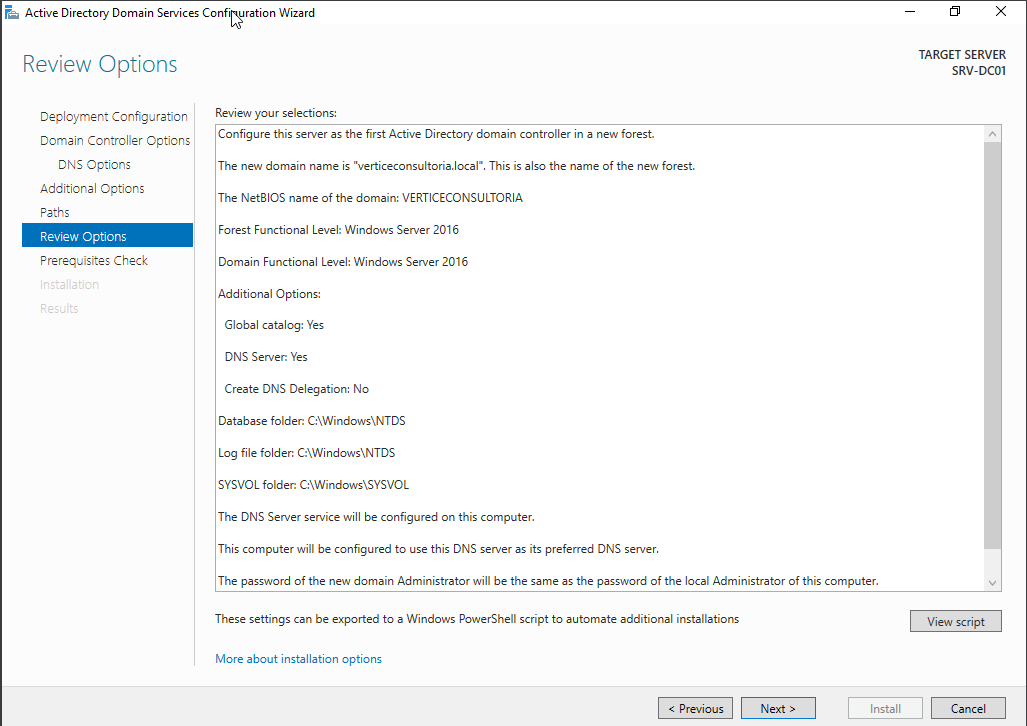 Active Directory Domain Services Configuration Wizard
Review Options
TARGET SERVER
SRV-DC01
Deployment Configuration
Domain Controller Options
DNS Options
Additional Options
Paths
Review Options
Prerequisites Check
Installation
Results
Review your selections:
Configure this server as the first Active Directory domain controller in a new forest.
The new domain name is "verticeconsultoria.local". This is also the name of the new forest.
The NetBIOS name of the domain: VERTICECONSULTORIA
Forest Functional Level: Windows Server 2016
Domain Functional Level: Windows Server 2016
Additional Options:
Global catalog: Yes
DNS Server: Yes
Create DNS Delegation: No
Database folder: C:\Windows\NTDS
Log file folder: C:\Windows\NTDS
SYSVOL folder: C:\Windows\SYSVOL
The DNS Server service will be configured on this computer.
This computer will be configured to use this DNS server as its preferred DNS server.
The password of the new domain Administrator will be the same as the password of the local Administrator of this computer.
These settings can be exported to a Windows PowerShell script to automate additional installations
View script
More about installation options
< Previous
Next >
Install
Cancel